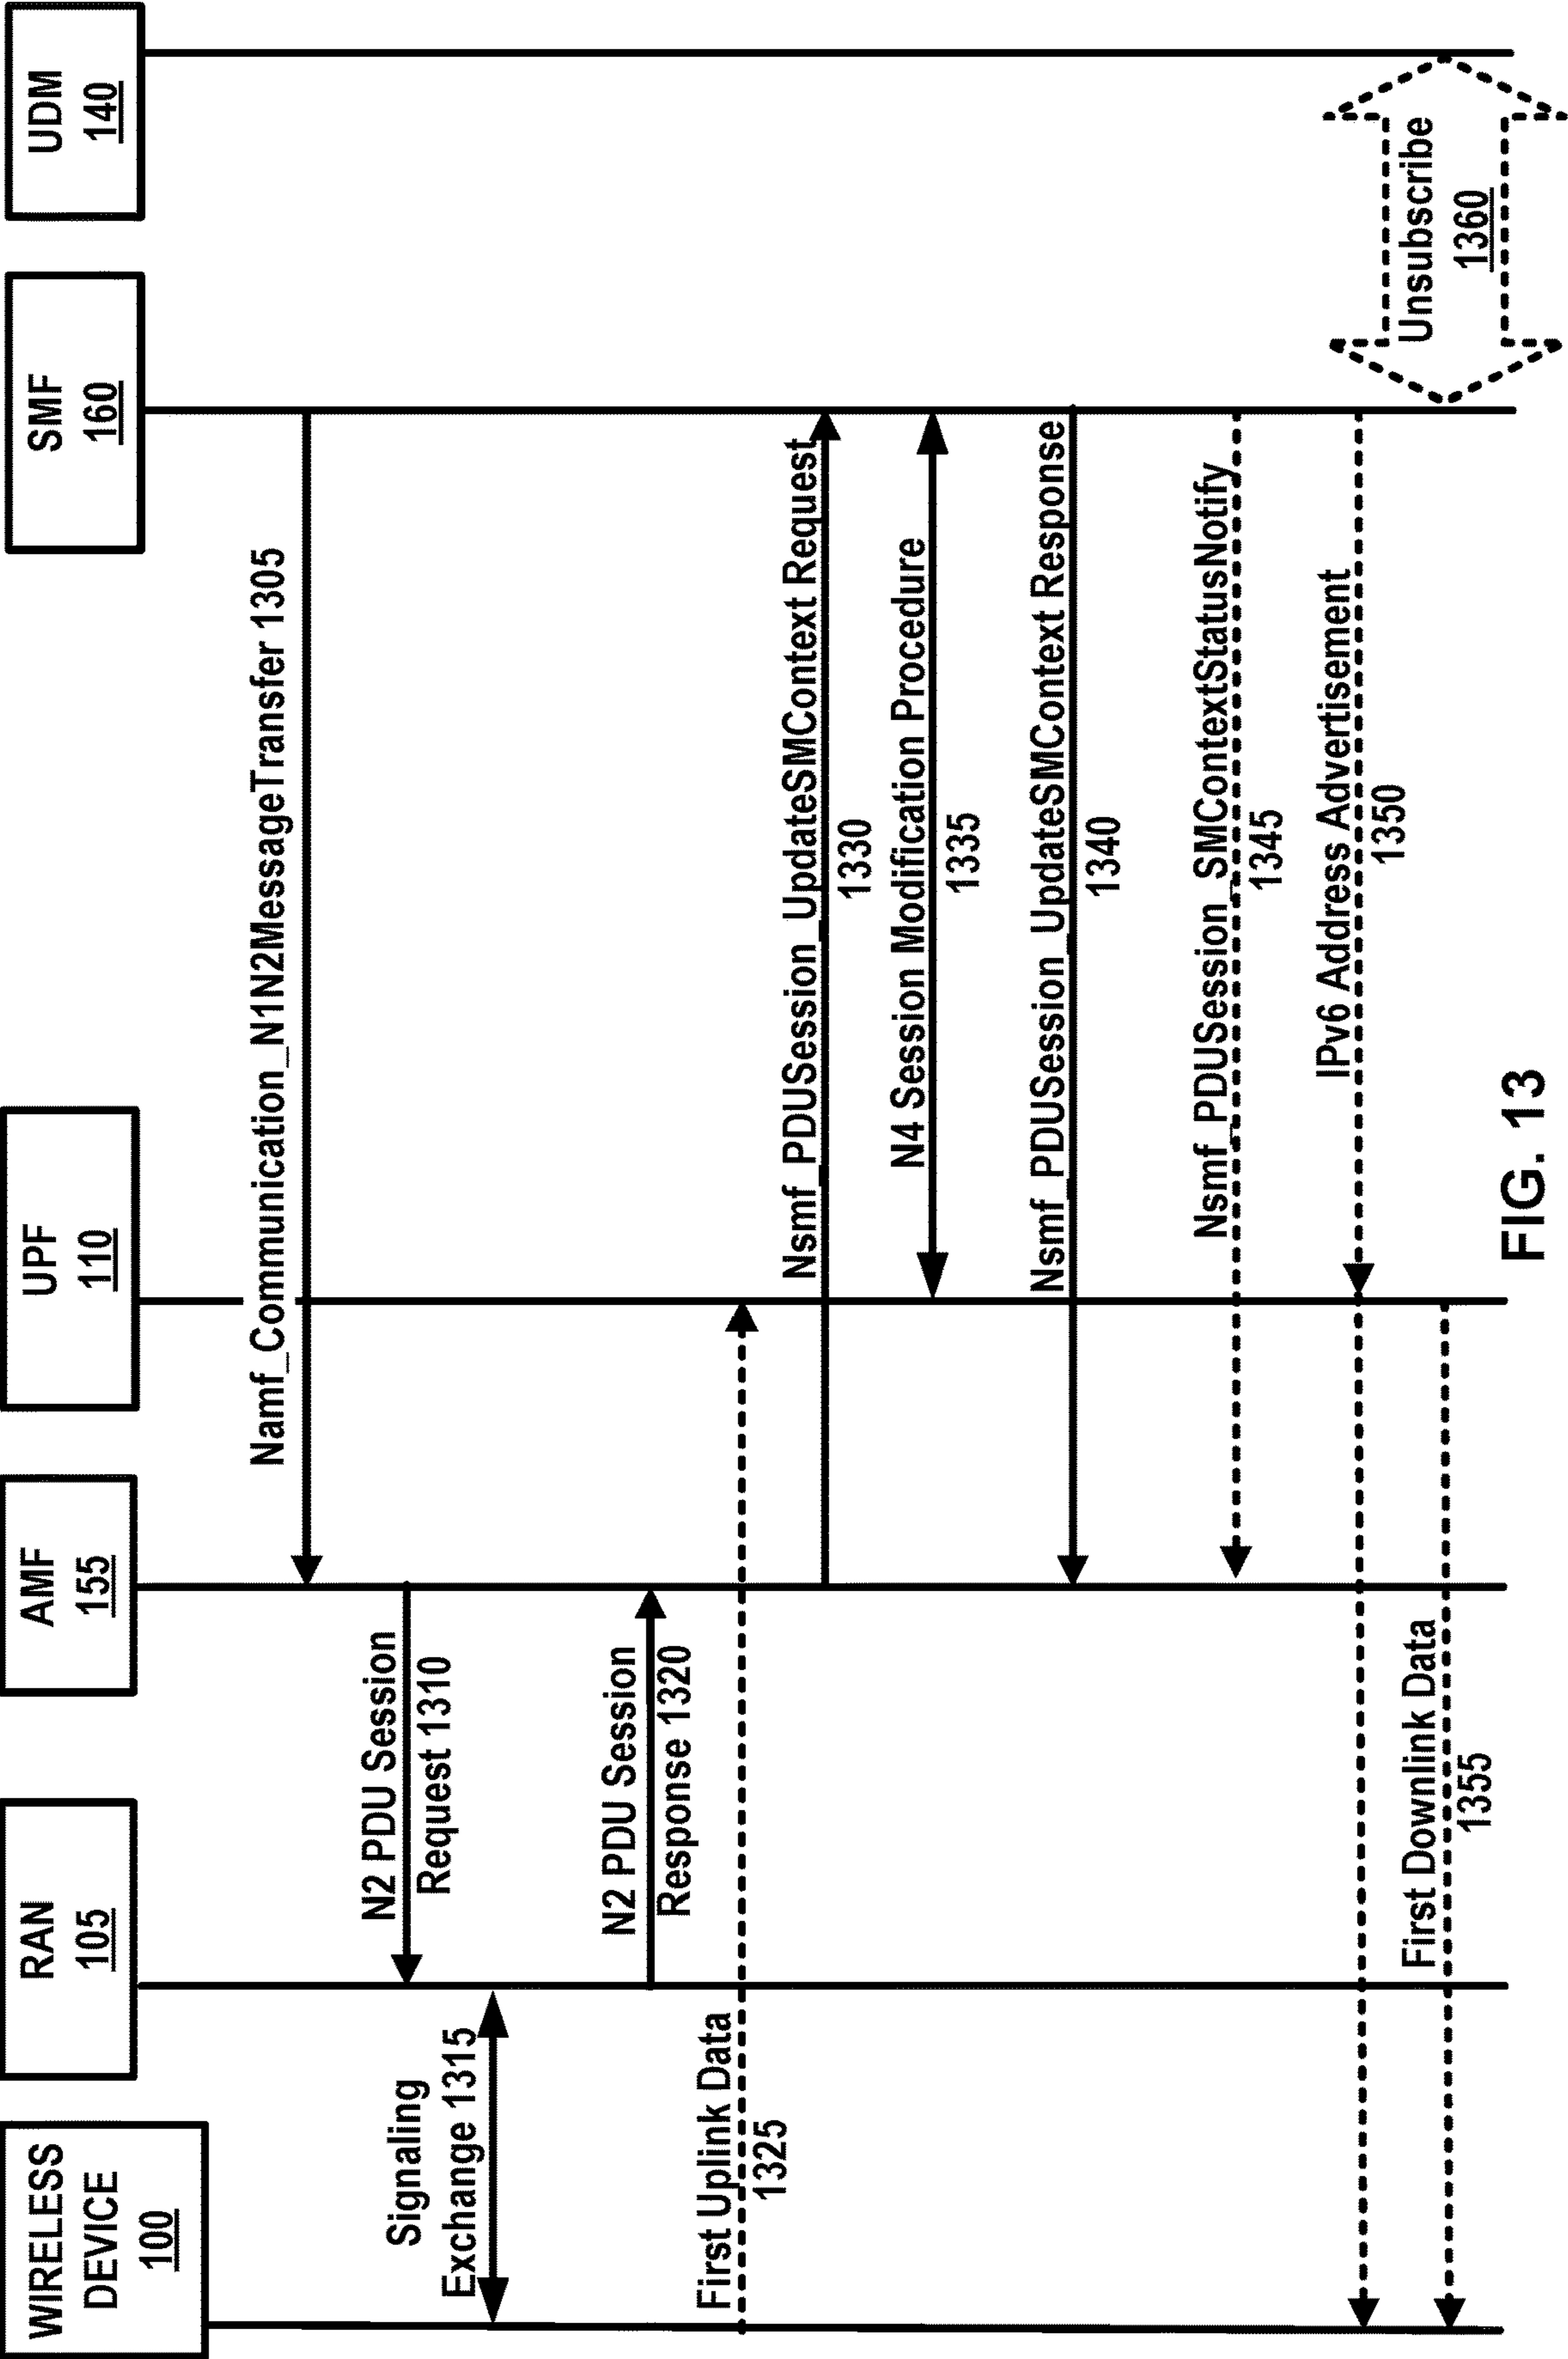 WIRELESS
DEVICE
100
RAN
105
AMF
155
UPF
110
SMF
160
UDM
140
Namf_Communication_N1N2MessageTransfer 1305
N2 PDU Session
Request 1310
Signaling
Exchange 1315
N2 PDU Session
Response 1320
First Uplink Data
1325
Nsmf_PDUSession_UpdateSMContext Request
1330
N4 Session Modification Procedure
1335
Nsmf_PDUSession_UpdateSMContext Response
1340
Nsmf_PDUSession_SMContextStatusNotify
1345
IPv6 Address Advertisement
1350
First Downlink Data
1355
Unsubscribe
1360
FIG. 13